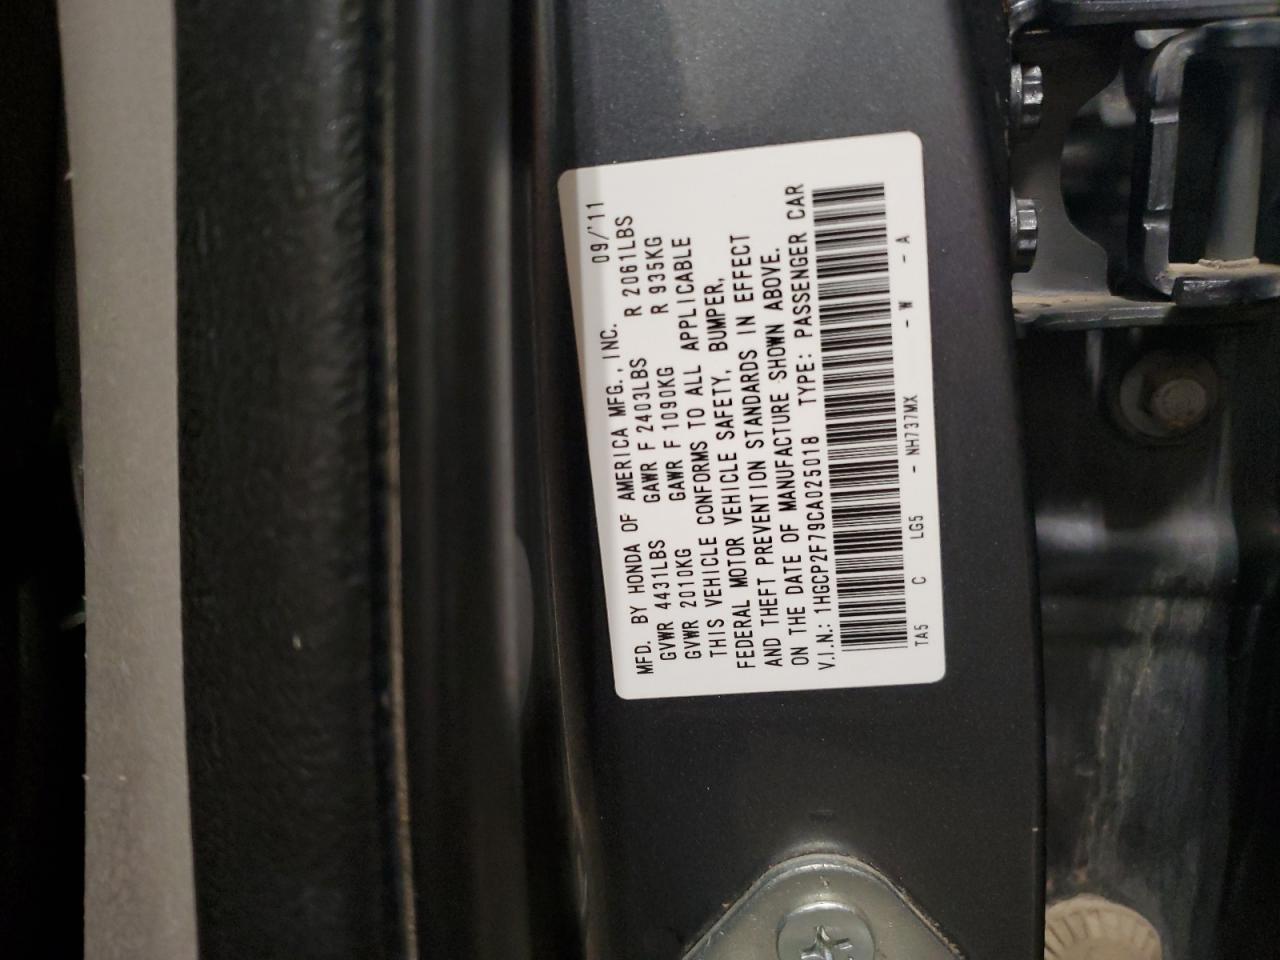 MFD. BY HONDA OF AMERICA MFG., INC. 09/'11
GVWR 4431LBS GAWR F 2403LBS R 2061LBS
GVWR 2010KG GAWR F 1090KG R 935KG
THIS VEHICLE CONFORMS TO ALL APPLICABLE
FEDERAL MOTOR VEHICLE SAFETY, BUMPER,
AND THEFT PREVENTION STANDARDS IN EFFECT
ON THE DATE OF MANUFACTURE SHOWN ABOVE.
V.I.N.: 1HGCP2F79CA025018 TYPE: PASSENGER CAR
TA5 C LG5 - NH737MX - W - A